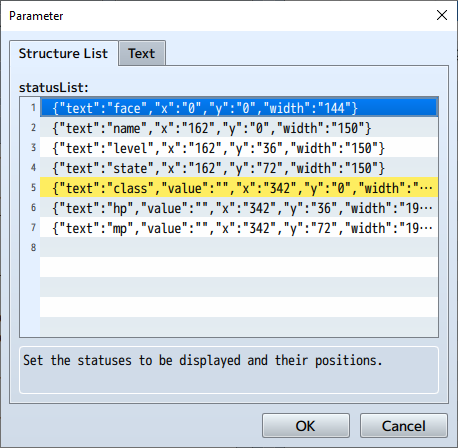 Parameter
Structure List
Text
statusList:
1 {"text":"face","x":"0","y":"0","width":"144"}
2 {"text":"name","x":"162","y":"0","width":"150"}
3 {"text":"level","x":"162","y":"36","width":"150"}
4 {"text":"state","x":"162","y":"72","width":"150"}
5 {"text":"class","value":"","x":"342","y":"0","width":"…
6 {"text":"hp","value":"","x":"342","y":"36","width":"19…
7 {"text":"mp","value":"","x":"342","y":"72","width":"19…
8
Set the statuses to be displayed and their positions.
OK
Cancel